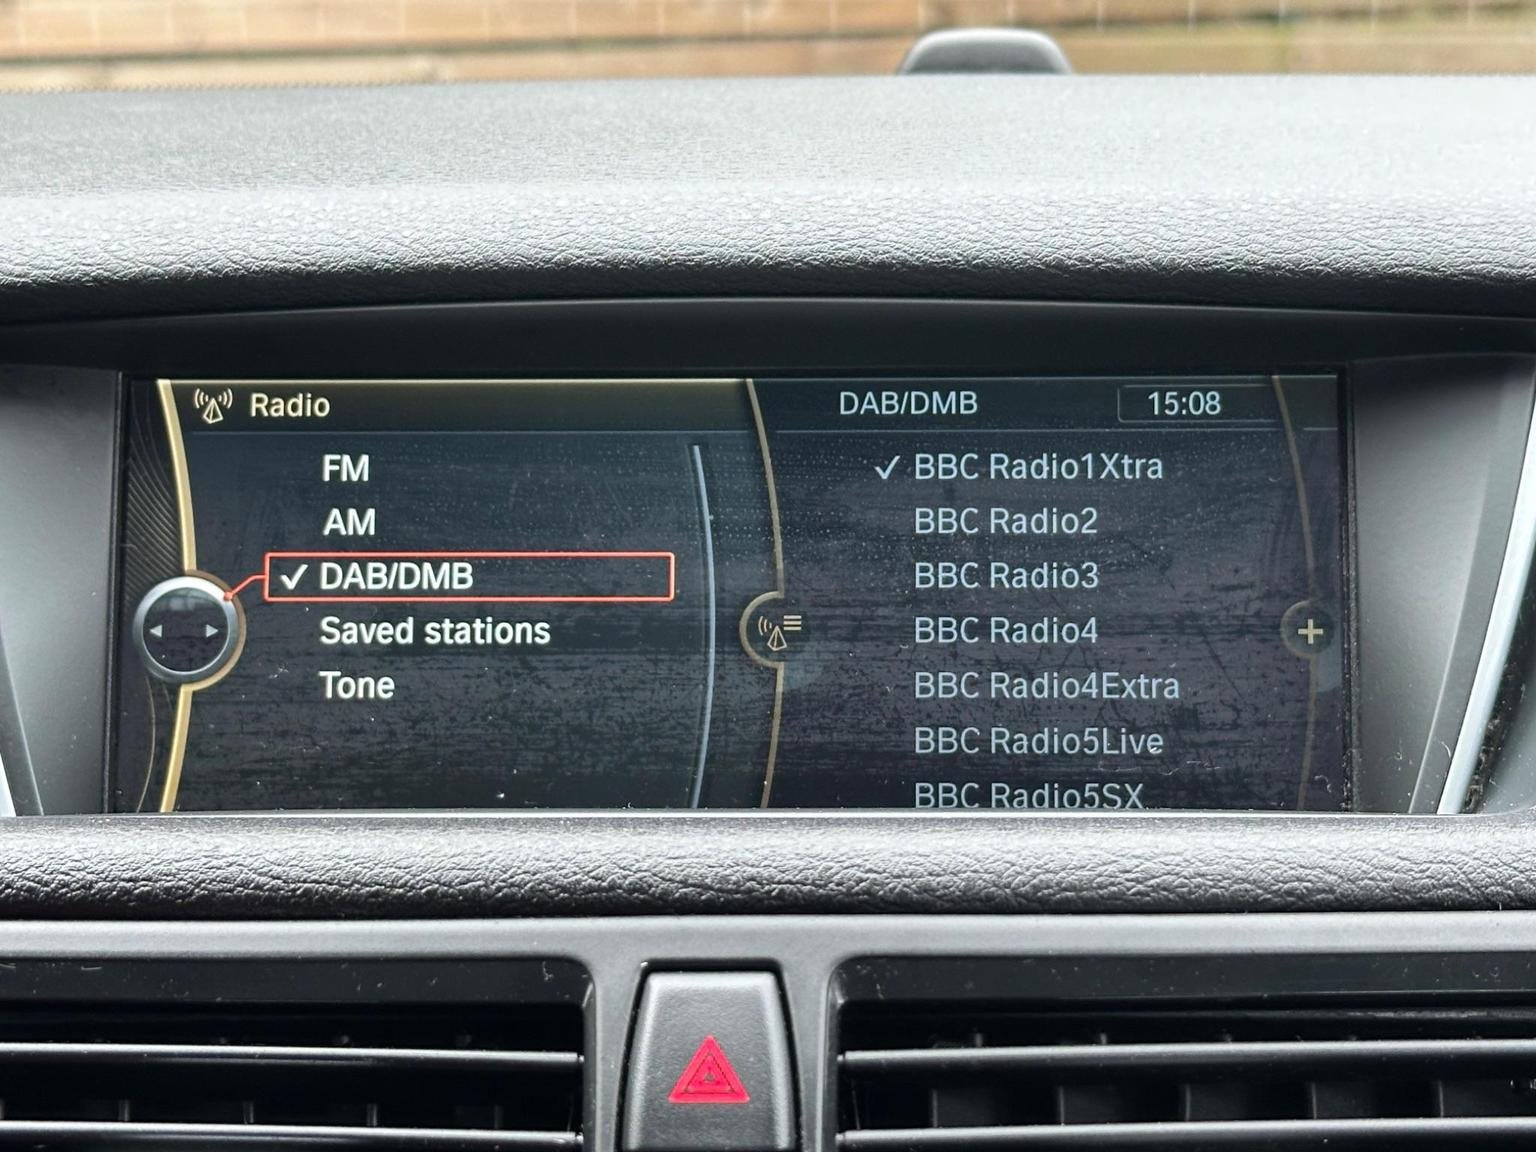 Radio
FM
AM
✓ DAB/DMB
Saved stations
Tone
DAB/DMB 15:08
✓ BBC Radio1Xtra
BBC Radio2
BBC Radio3
BBC Radio4
BBC Radio4Extra
BBC Radio5Live
BBC Radio5SX